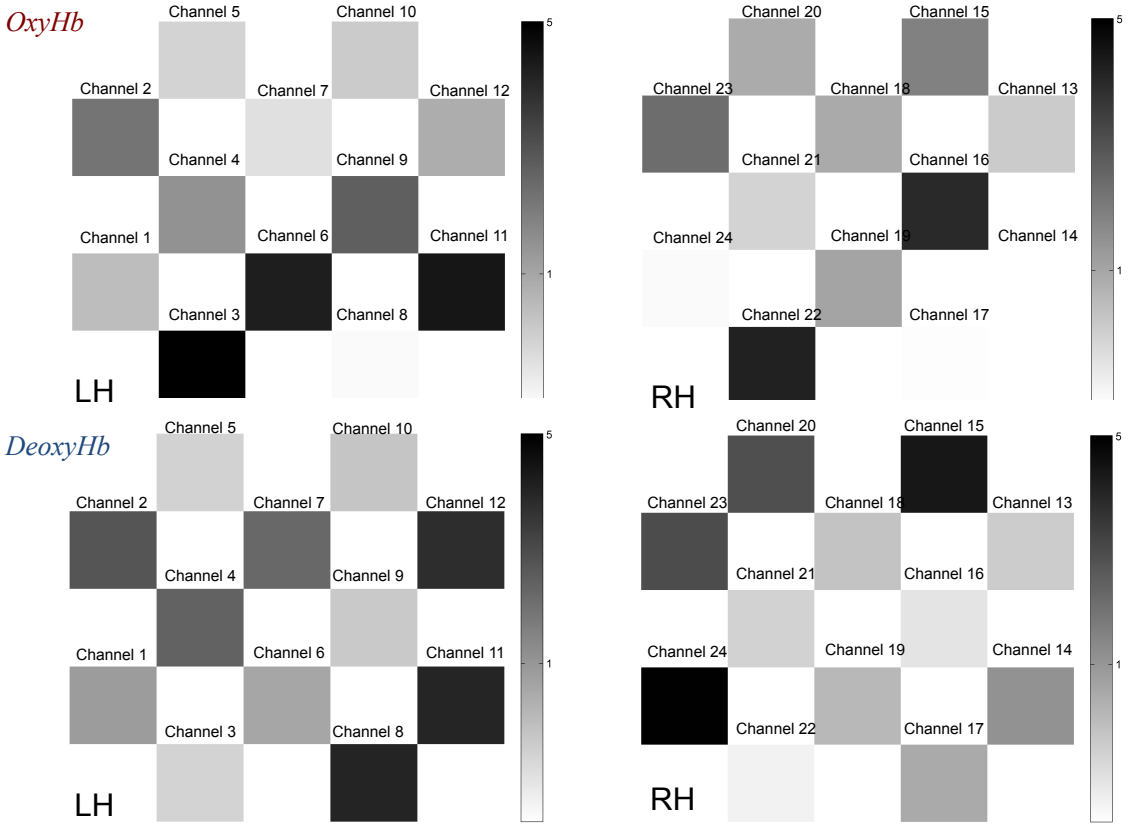 OxyHb
Channel 5
Channel 10
5
Channel 2
Channel 7
Channel 12
Channel 4
Channel 9
Channel 1
Channel 6
Channel 11
1
Channel 3
Channel 8
LH
Channel 20
Channel 15
5
Channel 23
Channel 18
Channel 13
Channel 21
Channel 16
Channel 24
Channel 19
Channel 14
1
Channel 22
Channel 17
RH
DeoxyHb
Channel 5
Channel 10
5
Channel 2
Channel 7
Channel 12
Channel 4
Channel 9
Channel 1
Channel 6
Channel 11
1
Channel 3
Channel 8
LH
Channel 20
Channel 15
5
Channel 23
Channel 18
Channel 13
Channel 21
Channel 16
Channel 24
Channel 19
Channel 14
1
Channel 22
Channel 17
RH